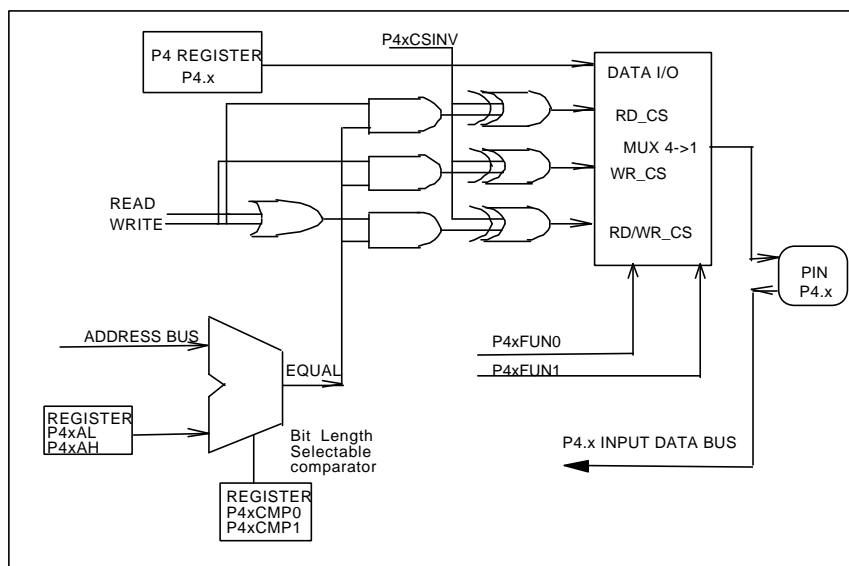 P4xCSINV
P4 REGISTER
P4.x
DATA I/O
RD_CS
MUX 4->1
WR_CS
READ
WRITE
RD/WR_CS
PIN
P4.x
ADDRESS BUS
P4xFUN0
EQUAL
P4xFUN1
REGISTER
P4xAL
P4xAH
Bit Length
Selectable
comparator
P4.x INPUT DATA BUS
REGISTER
P4xCMP0
P4xCMP1